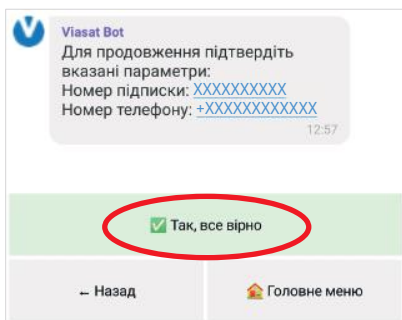 Viasat Bot
Для продовження підтвердіть
вказані параметри:
Номер підписки: XXXXXXXXXX
Номер телефону: +XXXXXXXXXXXX
12:57
✅ Так, все вірно
← Назад
🏠 Головне меню